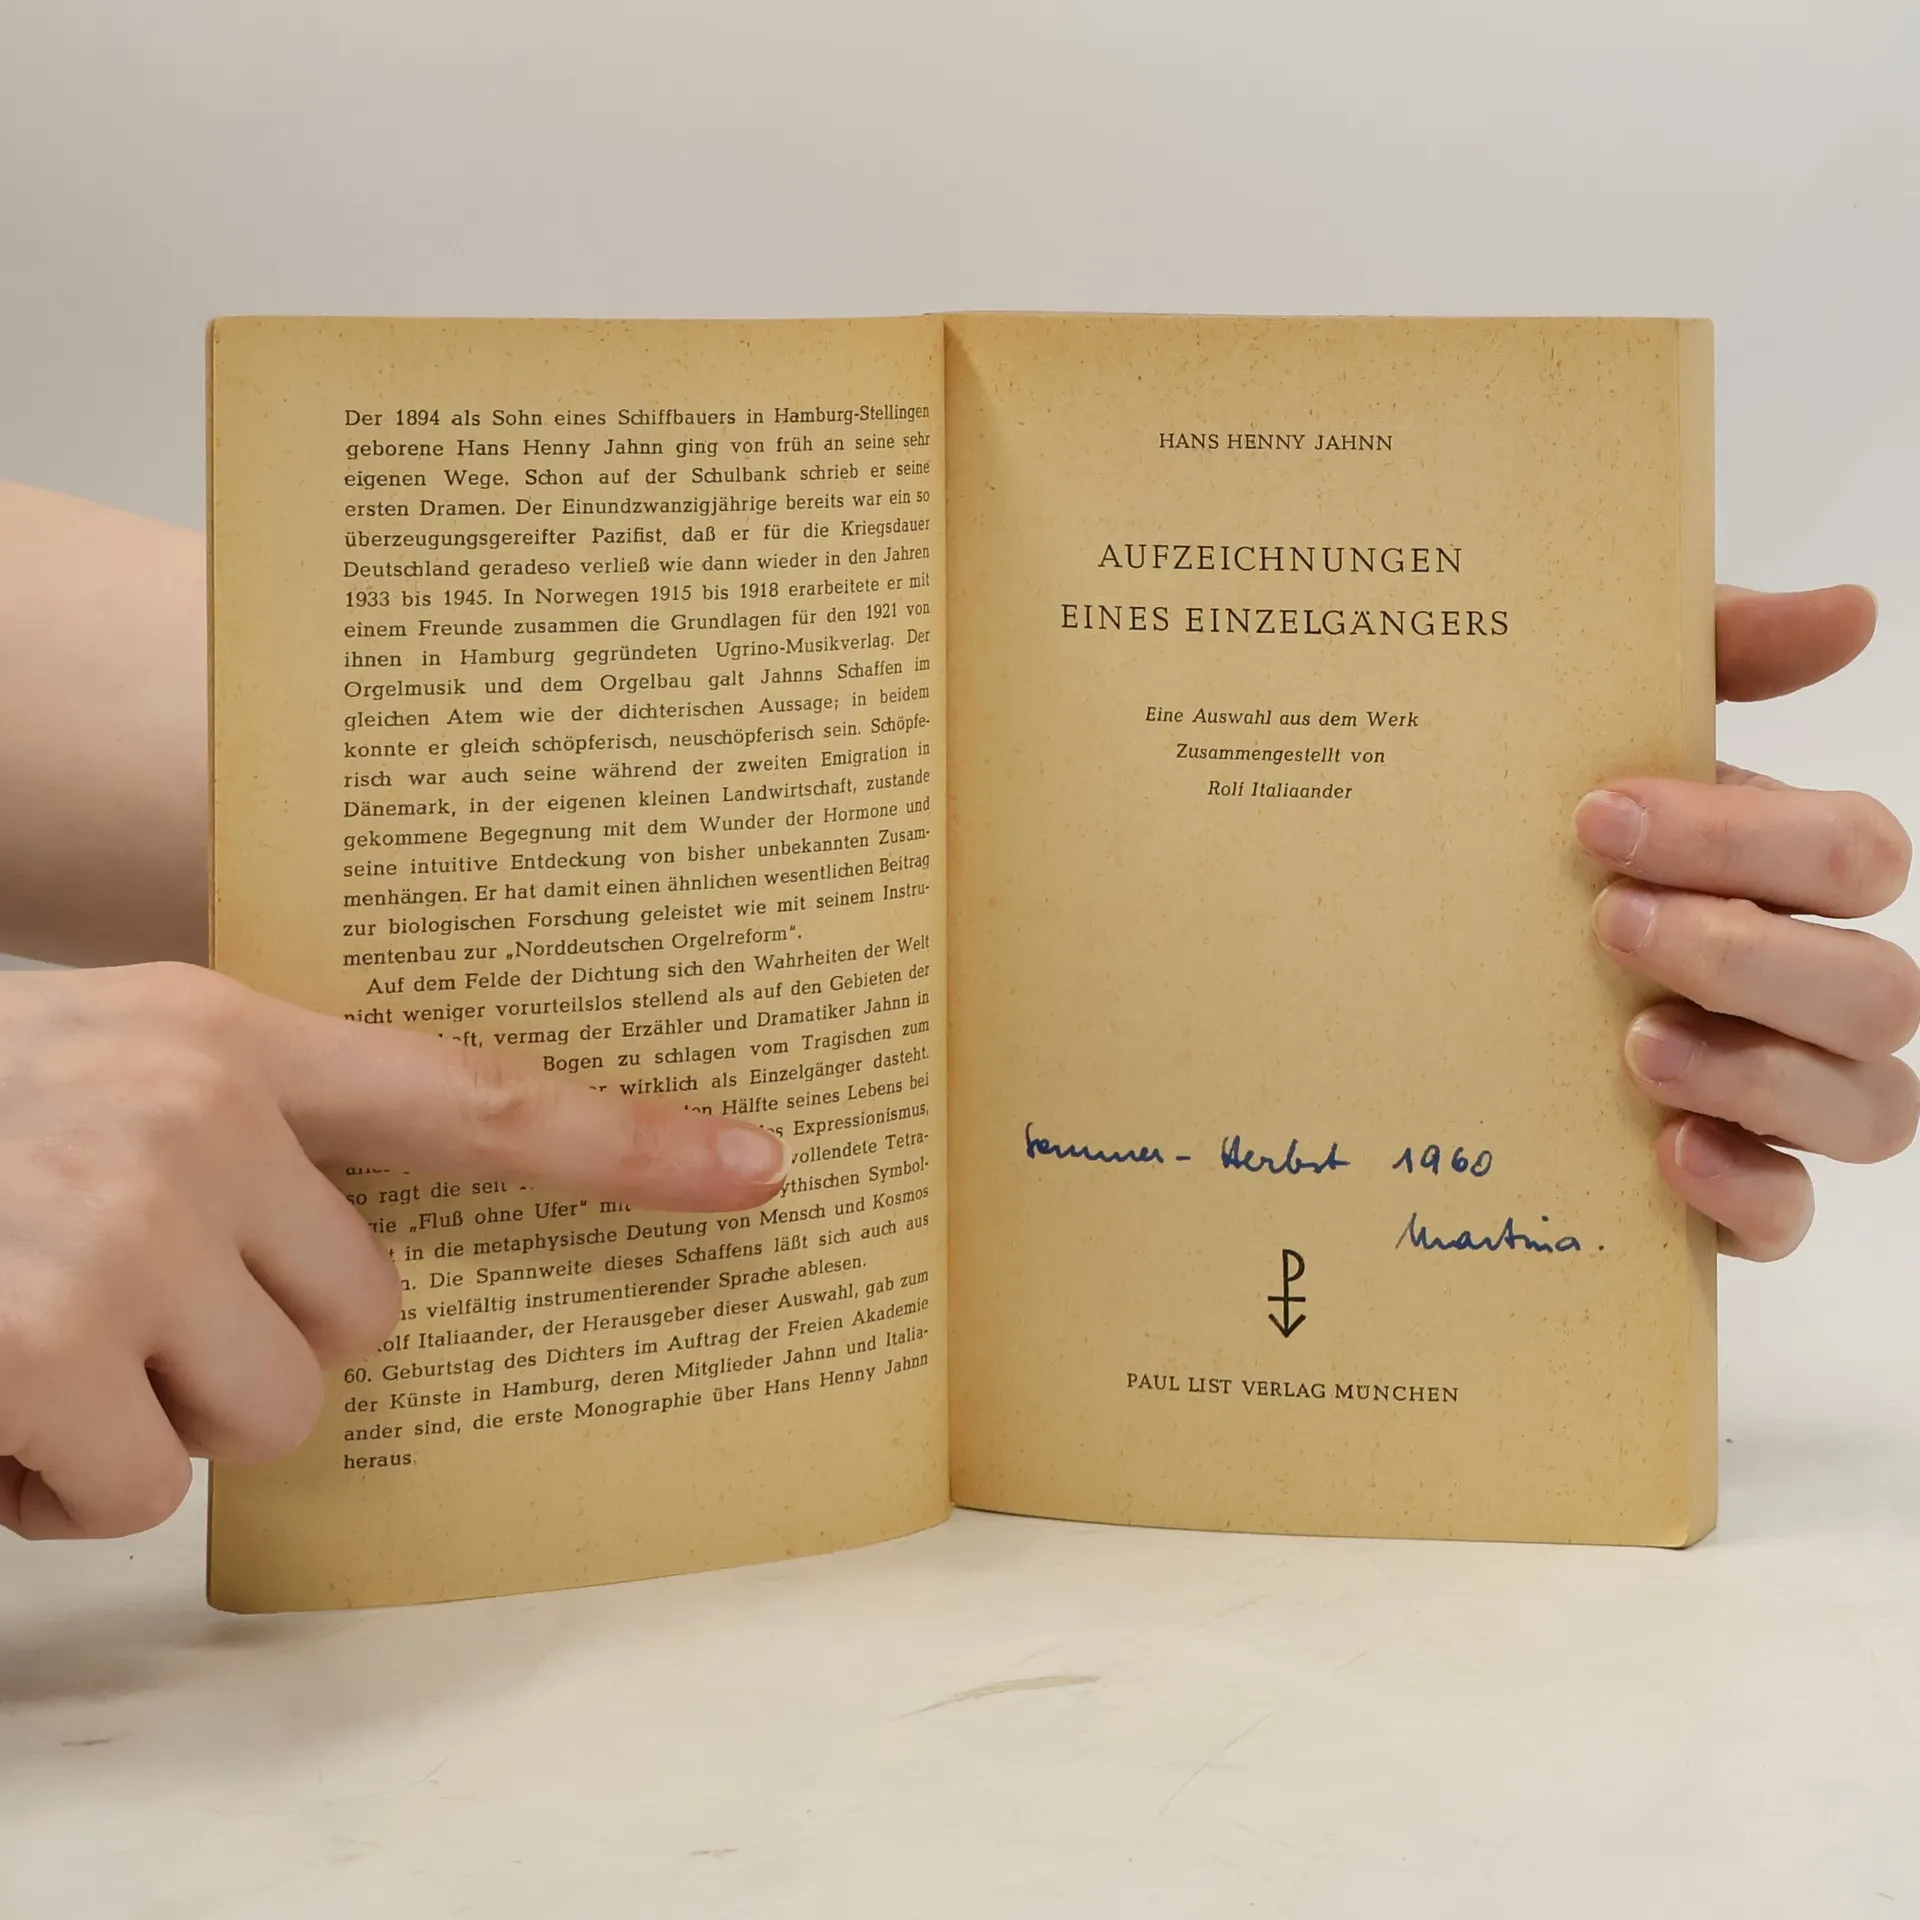 Der 1894 als Sohn eines Schiffbauers in Hamburg-Stellingen
geborene Hans Henny Jahnn ging von früh an seine sehr
eigenen Wege. Schon auf der Schulbank schrieb er seine
ersten Dramen. Der Einundzwanzigjährige bereits war ein so
überzeugungsgereifter Pazifist, daß er für die Kriegsdauer
Deutschland geradeso verließ wie dann wieder in den Jahren
1933 bis 1945. In Norwegen 1915 bis 1918 erarbeitete er mit
einem Freunde zusammen die Grundlagen für den 1921 von
ihnen in Hamburg gegründeten Ugrino-Musikverlag. Der
Orgelmusik und dem Orgelbau galt Jahnns Schaffen im
gleichen Atem wie der dichterischen Aussage; in beidem
konnte er gleich schöpferisch, neuschöpferisch sein. Schöpfe-
risch war auch seine während der zweiten Emigration in
Dänemark, in der eigenen kleinen Landwirtschaft, zustande
gekommene Begegnung mit dem Wunder der Hormone und
seine intuitive Entdeckung von bisher unbekannten Zusam-
menhängen. Er hat damit einen ähnlichen wesentlichen Beitrag
zur biologischen Forschung geleistet wie mit seinem Instru-
mentenbau zur „Norddeutschen Orgelreform".
Auf dem Felde der Dichtung sich den Wahrheiten der Welt
nicht weniger vorurteilslos stellend als auf den Gebieten der
vermag der Erzähler und Dramatiker Jahnn in
Bogen zu schlagen vom Tragischen zum
wirklich als Einzelgänger dasteht.
Hälfte seines Lebens bei
Expressionismus,
vollendete Tetra-
so ragt die seit
„Fluß ohne Ufer" mit mythischen Symbol-
in die metaphysische Deutung von Mensch und Kosmos
Die Spannweite dieses Schaffens läßt sich auch aus
vielfältig instrumentierender Sprache ablesen.
Rolf Italiaander, der Herausgeber dieser Auswahl, gab zum
60. Geburtstag des Dichters im Auftrag der Freien Akademie
der Künste in Hamburg, deren Mitglieder Jahnn und Italia-
ander sind, die erste Monographie über Hans Henny Jahnn
heraus.
HANS HENNY JAHNN
AUFZEICHNUNGEN
EINES EINZELGÄNGERS
Eine Auswahl aus dem Werk
Zusammengestellt von
Rolf Italiaander
Sommer - Herbst 1960
Martina.
PAUL LIST VERLAG MÜNCHEN